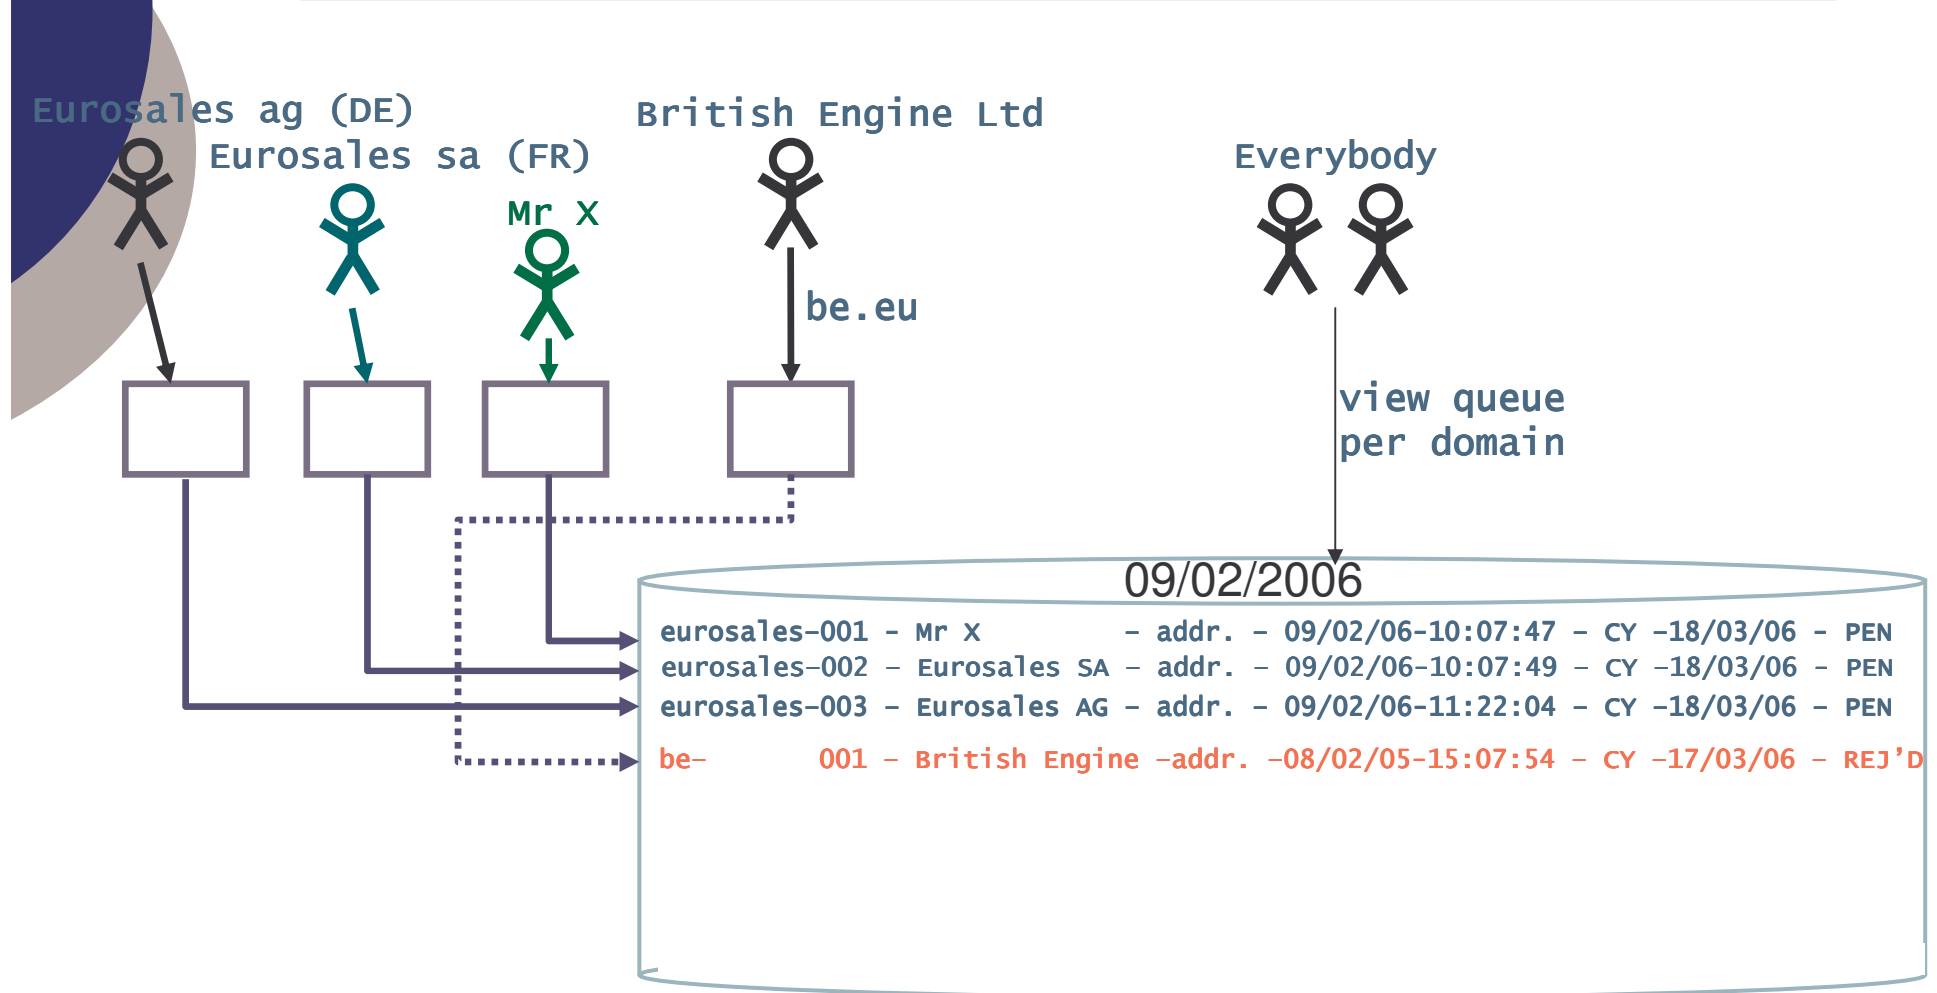 Eurosales ag (DE)
British Engine Ltd
Eurosales sa (FR)
Everybody
Mr X
be.eu
view queue
per domain
09/02/2006
eurosales-001 - Mr X - addr. - 09/02/06-10:07:47 - CY -18/03/06 - PEN
eurosales-002 - Eurosales SA - addr. - 09/02/06-10:07:49 - CY -18/03/06 - PEN
eurosales-003 - Eurosales AG - addr. - 09/02/06-11:22:04 - CY -18/03/06 - PEN
be- 001 - British Engine -addr. -08/02/05-15:07:54 - CY -17/03/06 - REJ’D